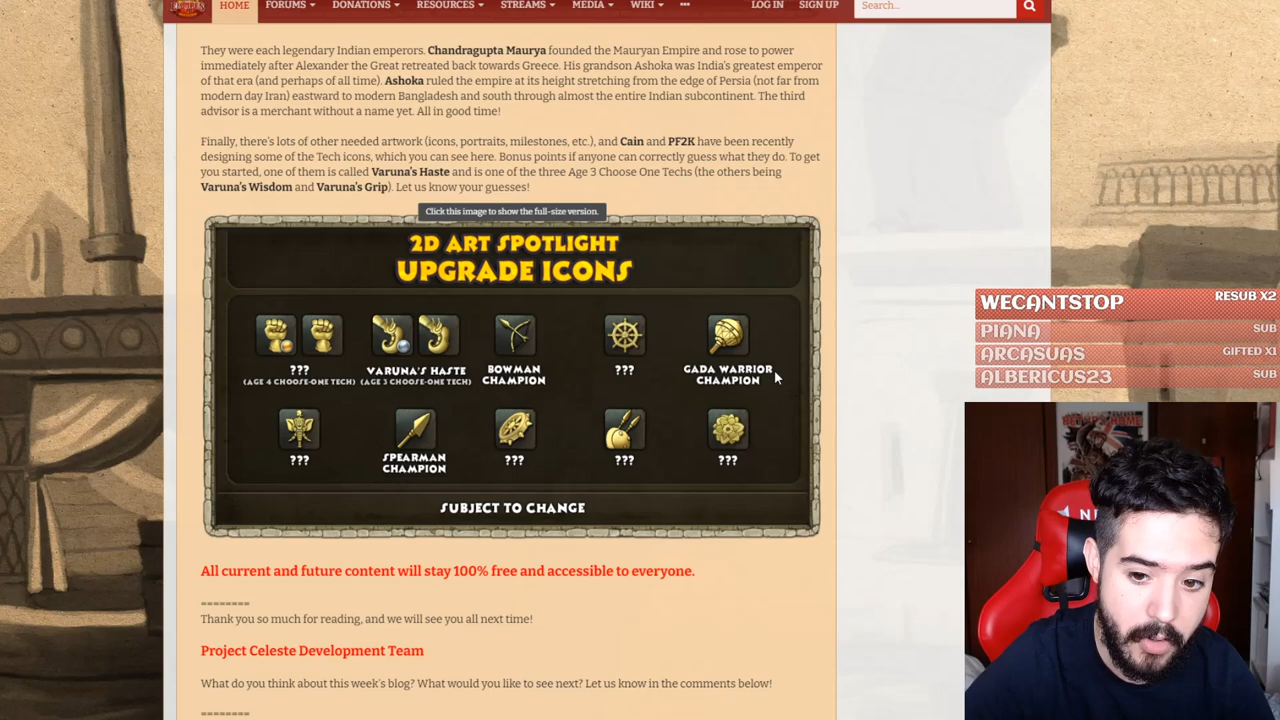 HOME FORUMS DONATIONS RESOURCES STREAMS MEDIA WIKI ••• LOG IN SIGN UP Search...
They were each legendary Indian emperors. Chandragupta Maurya founded the Mauryan Empire and rose to power
immediately after Alexander the Great retreated back towards Greece. His grandson Ashoka was India's greatest emperor
of that era (and perhaps of all time). Ashoka ruled the empire at its height stretching from the edge of Persia (not far from
modern day Iran) eastward to modern Bangladesh and south through almost the entire Indian subcontinent. The third
advisor is a merchant without a name yet. All in good time!
Finally, there's lots of other needed artwork (icons, portraits, milestones, etc.), and Cain and PF2K have been recently
designing some of the Tech icons, which you can see here. Bonus points if anyone can correctly guess what they do. To get
you started, one of them is called Varuna's Haste and is one of the three Age 3 Choose One Techs (the others being
Varuna's Wisdom and Varuna's Grip). Let us know your guesses!
Click this image to show the full-size version.
2D ART SPOTLIGHT
UPGRADE ICONS
??? VARUNA'S HASTE BOWMAN CHAMPION ??? GADA WARRIOR CHAMPION
(AGE 4 CHOOSE-ONE TECH) (AGE 3 CHOOSE-ONE TECH)
??? SPEARMAN CHAMPION ??? ??? ???
SUBJECT TO CHANGE
All current and future content will stay 100% free and accessible to everyone.
========
Thank you so much for reading, and we will see you all next time!
Project Celeste Development Team
What do you think about this week's blog? What would you like to see next? Let us know in the comments below!
========
WECANTSTOP RESUB X2
PIANA SUB
ARCASUAS GIFTED X1
ALBERICUS23 SUB